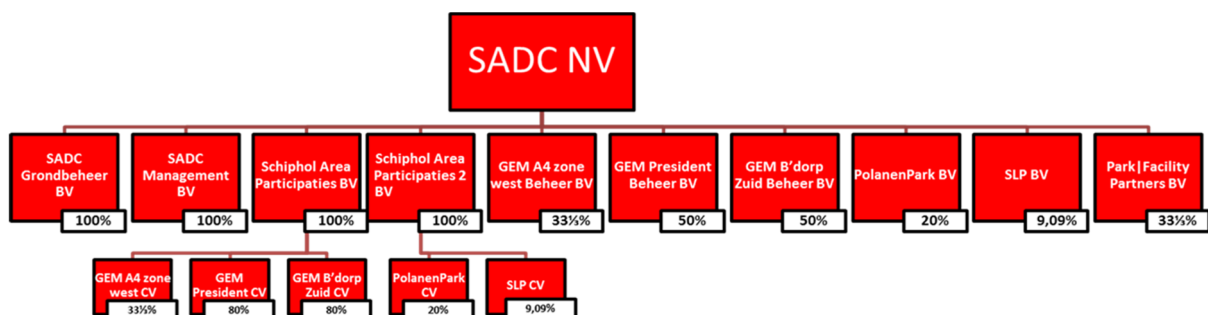 SADC NV
SADC
Grondbeheer
BV
100%
SADC
Management
BV
100%
Schiphol Area
Participaties BV
100%
Schiphol Area
Participaties 2
BV
100%
GEM A4 zone
west Beheer BV
33⅓%
GEM President
Beheer BV
50%
GEM B'dorp
Zuid Beheer BV
50%
PolanenPark BV
20%
SLP BV
9,09%
Park|Facility
Partners BV
33⅓%
GEM A4 zone
west CV
33⅓%
GEM
President CV
80%
GEM B'dorp
Zuid CV
80%
PolanenPark
CV
20%
SLP CV
9,09%